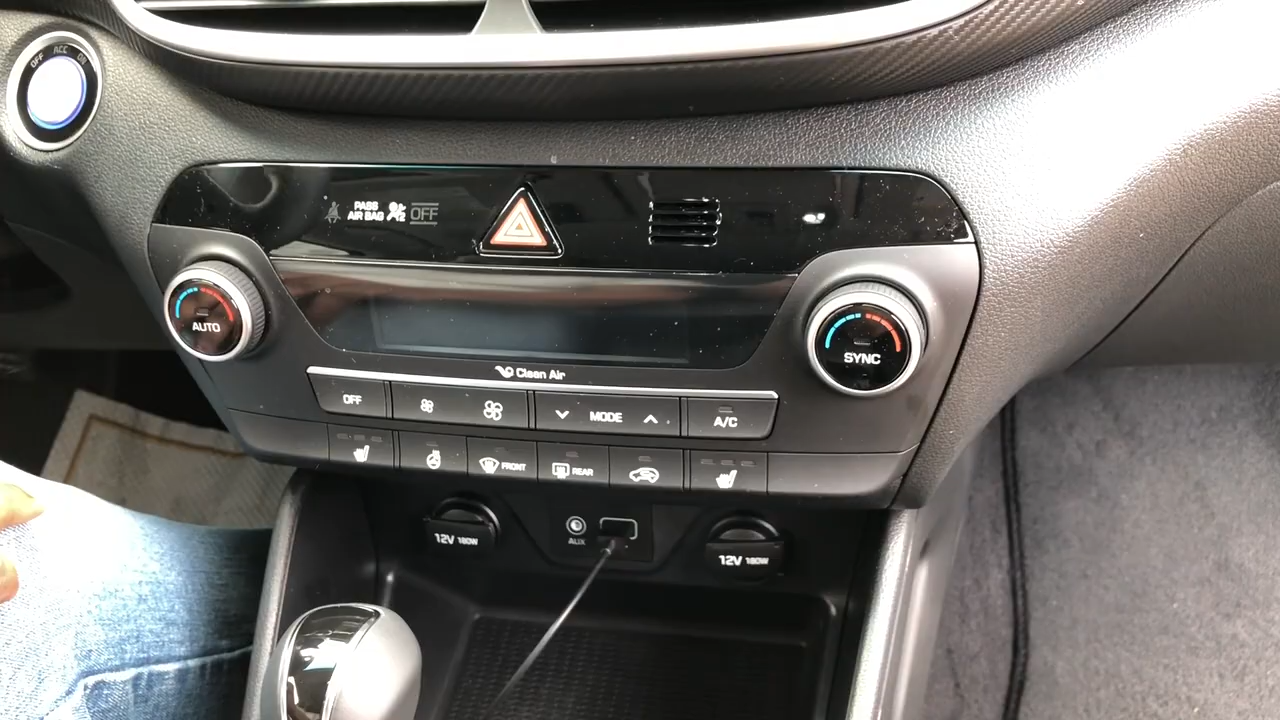 OFF ACC ON
PASS
AIR BAG
OFF
AUTO
SYNC
Clean Air
OFF
MODE
A/C
FRONT
REAR
12V 180W
AUX
12V 180W